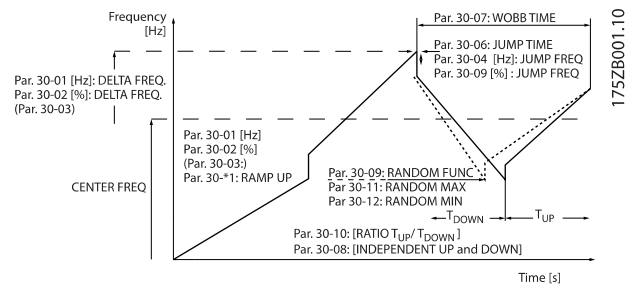 Frequency
[Hz]
Par. 30-07: WOBB TIME
Par. 30-06: JUMP TIME
Par. 30-04 [Hz]: JUMP FREQ
Par. 30-09 [%] : JUMP FREQ
175ZB001.10
Par. 30-01 [Hz]: DELTA FREQ.
Par. 30-02 [%]: DELTA FREQ.
(Par. 30-03)
Par. 30-01 [Hz]
Par. 30-02 [%]
(Par. 30-03:)
Par. 30-*1: RAMP UP
CENTER FREQ
Par. 30-09: RANDOM FUNC
Par 30-11: RANDOM MAX
Par 30-12: RANDOM MIN
TDOWN
TUP
Par. 30-10: [RATIO TUP/ TDOWN ]
Par. 30-08: [INDEPENDENT UP and DOWN]
Time [s]